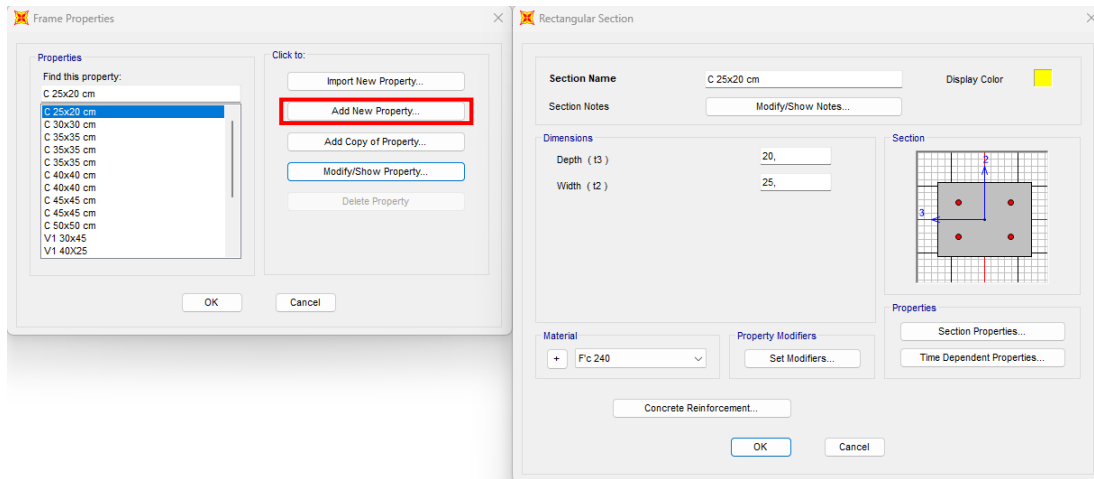 Frame Properties
Properties
Find this property:
C 25x20 cm
C 25x20 cm
C 30x30 cm
C 35x35 cm
C 35x35 cm
C 35x35 cm
C 40x40 cm
C 40x40 cm
C 45x45 cm
C 45x45 cm
C 50x50 cm
V1 30x45
V1 40X25
Click to:
Import New Property...
Add New Property...
Add Copy of Property...
Modify/Show Property...
Delete Property
OK Cancel
Rectangular Section
Section Name C 25x20 cm Display Color
Section Notes Modify/Show Notes...
Dimensions
Depth ( t3 ) 20,
Width ( t2 ) 25,
Section
2
3
Properties
Section Properties...
Time Dependent Properties...
Material
+ F'c 240
Property Modifiers
Set Modifiers...
Concrete Reinforcement...
OK Cancel